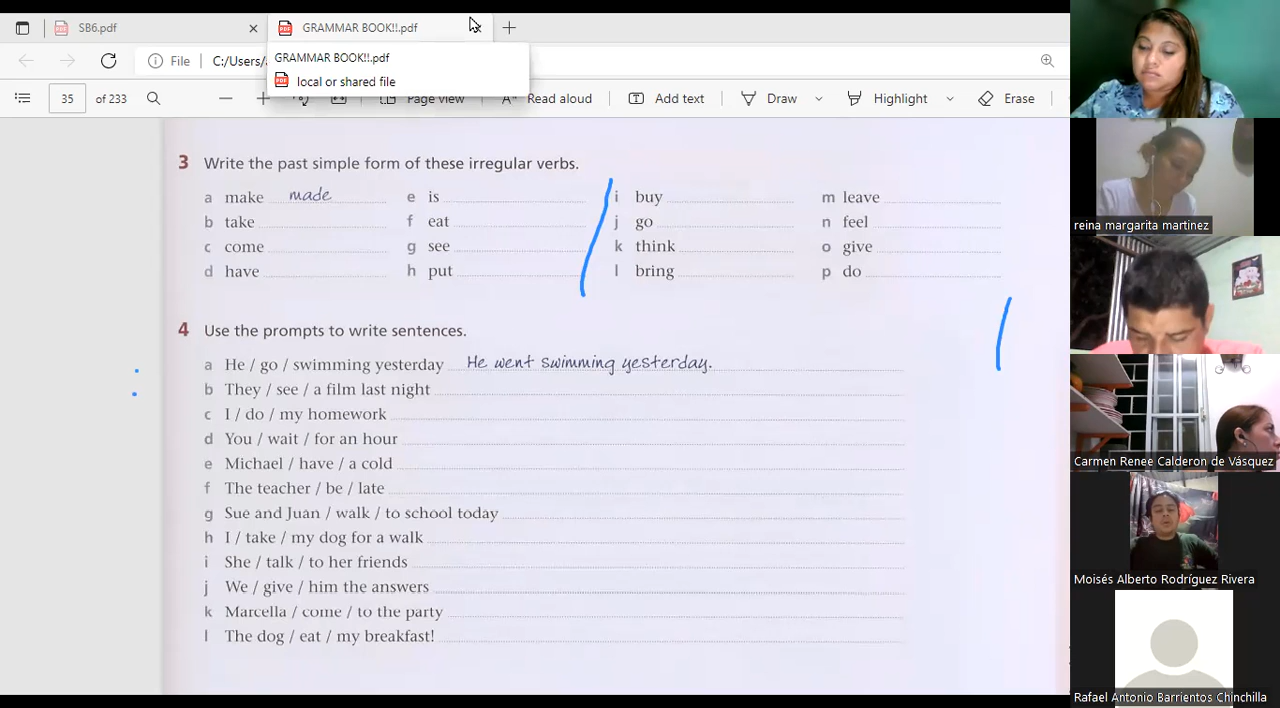 SB6.pdf
GRAMMAR BOOK!!.pdf
GRAMMAR BOOK!!.pdf
local or shared file
File
C:/Users/
35 of 233
Page view
Read aloud
Add text
Draw
Highlight
Erase
3 Write the past simple form of these irregular verbs.
a make made e is i buy m leave
b take f eat j go n feel
c come g see k think o give
d have h put l bring p do
4 Use the prompts to write sentences.
a He / go / swimming yesterday He went swimming yesterday.
b They / see / a film last night
c I / do / my homework
d You / wait / for an hour
e Michael / have / a cold
f The teacher / be / late
g Sue and Juan / walk / to school today
h I / take / my dog for a walk
i She / talk / to her friends
j We / give / him the answers
k Marcella / come / to the party
l The dog / eat / my breakfast!
reina margarita martinez
Carmen Renee Calderon de Vásquez
Moisés Alberto Rodríguez Rivera
Rafael Antonio Barrientos Chinchilla